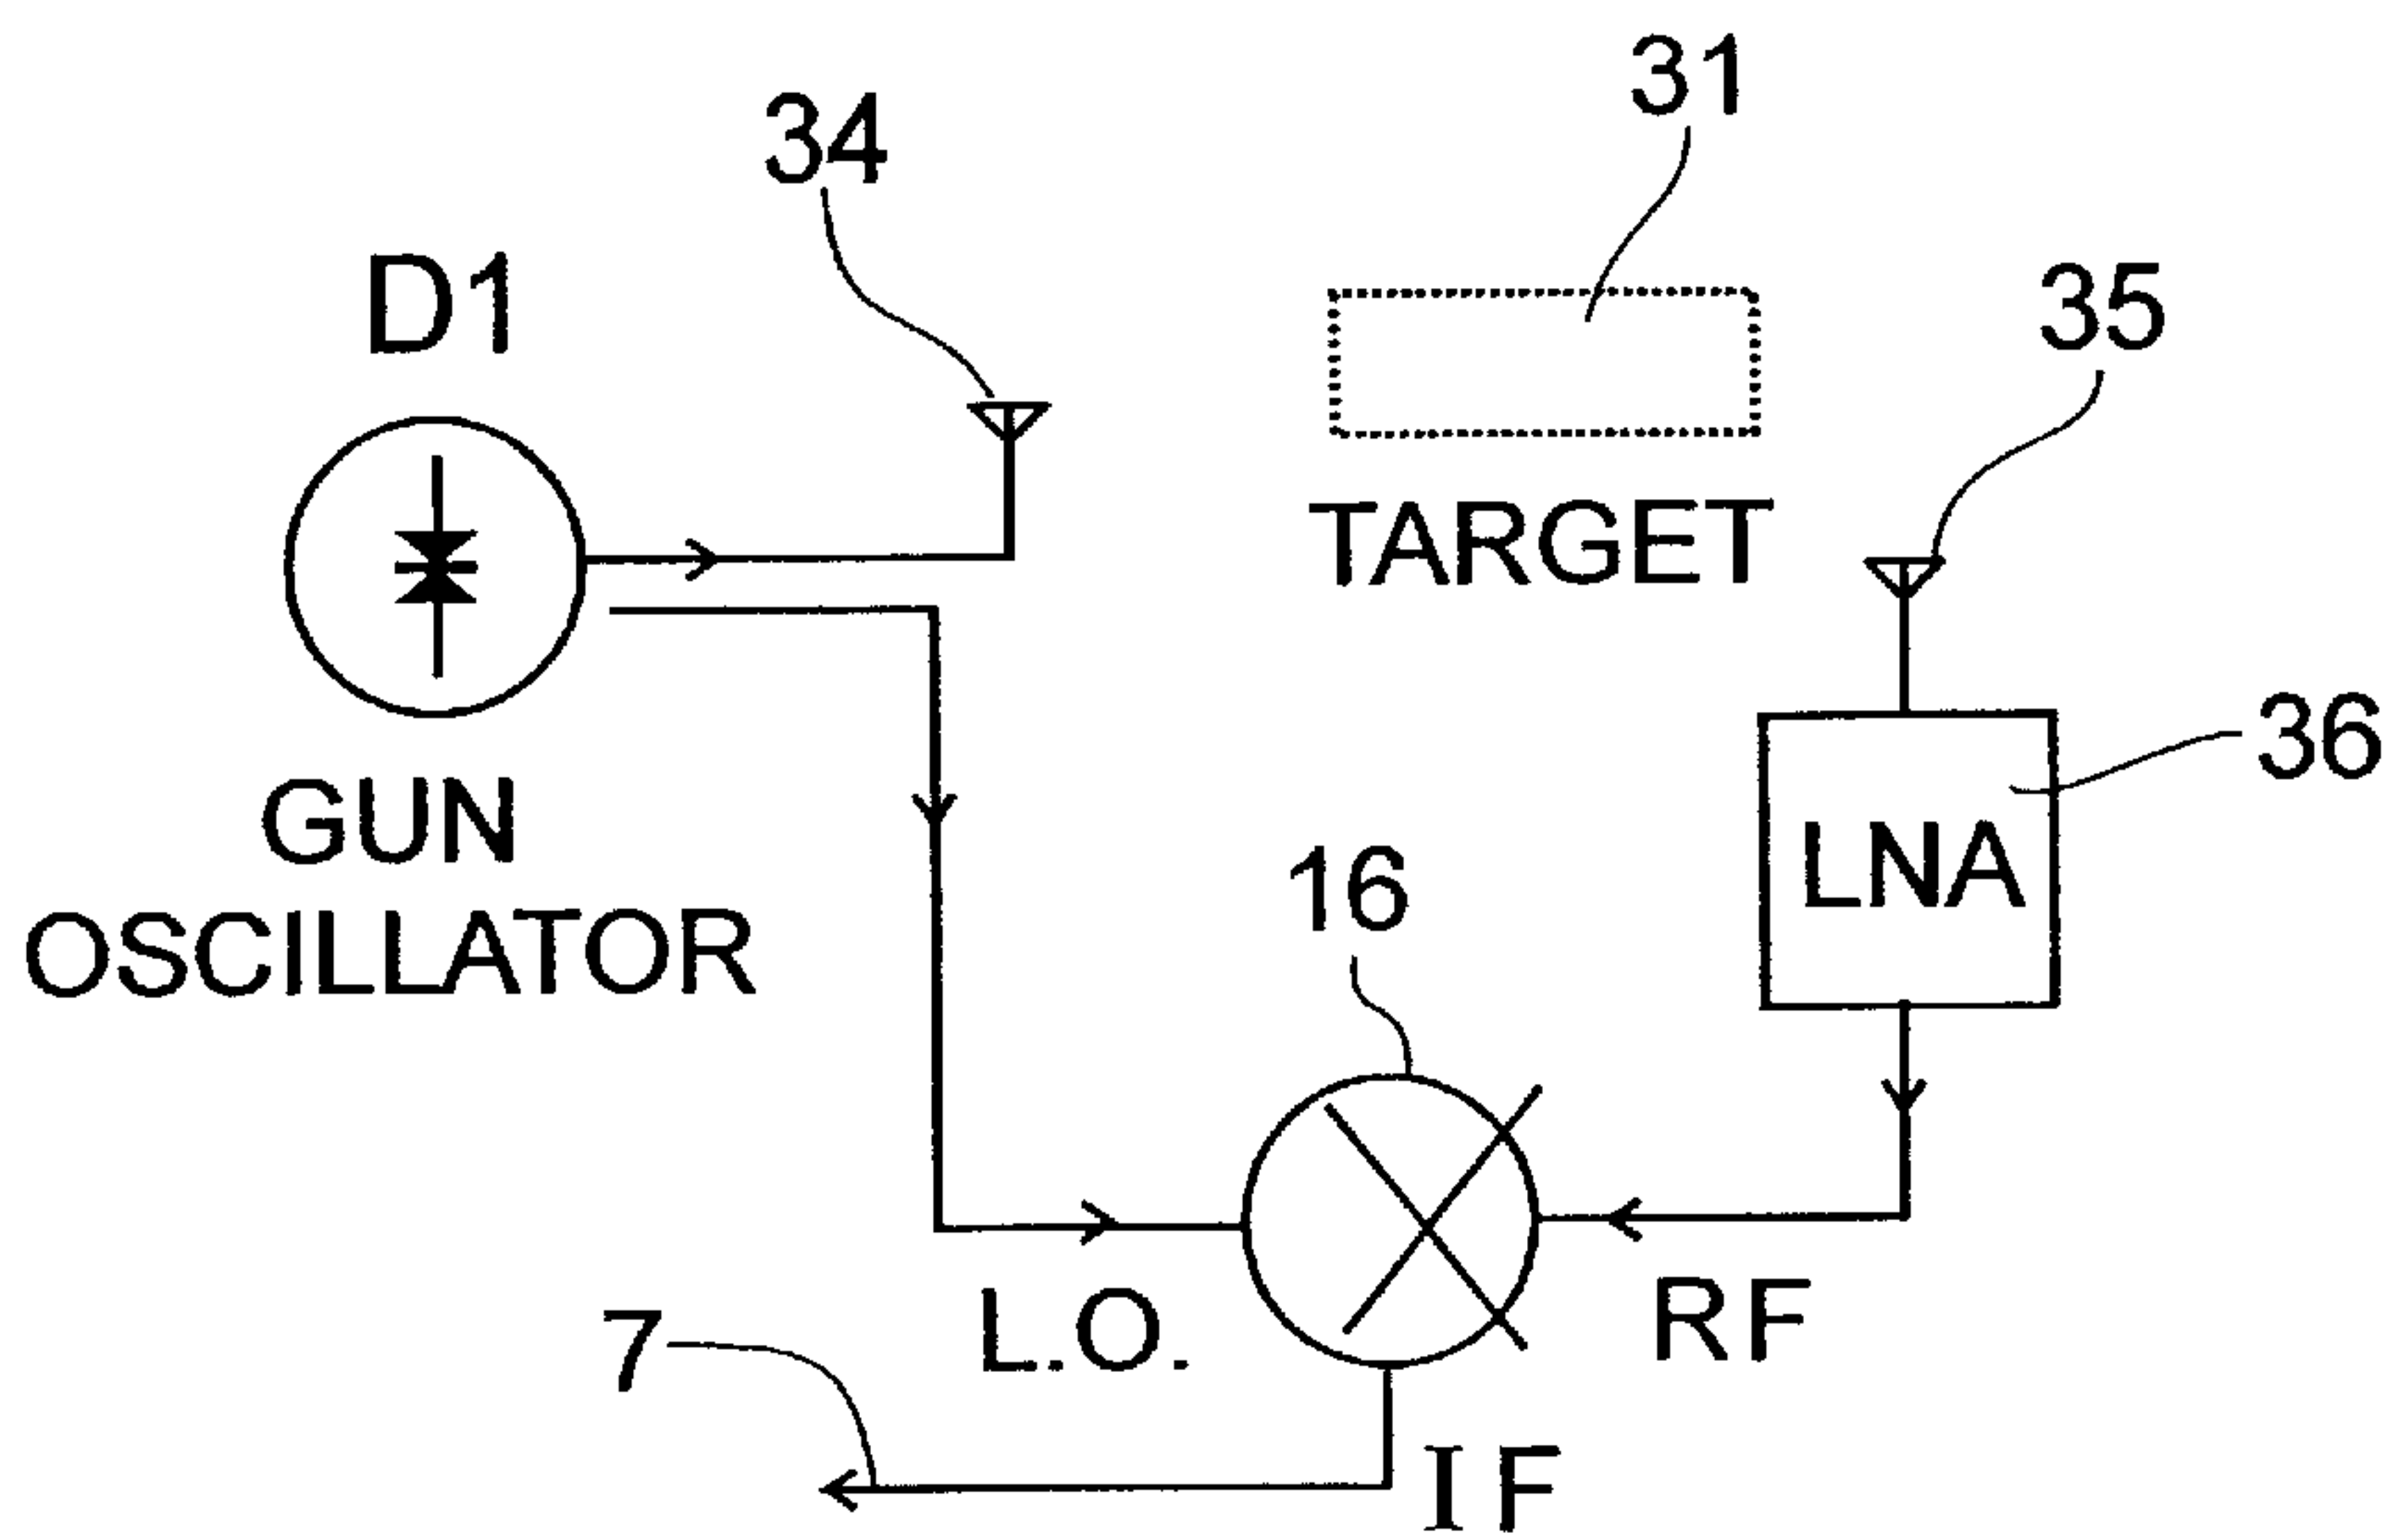 31
34
D1
35
TARGET
36
GUN
OSCILLATOR
LNA
16
L.O.
RF
7
IF